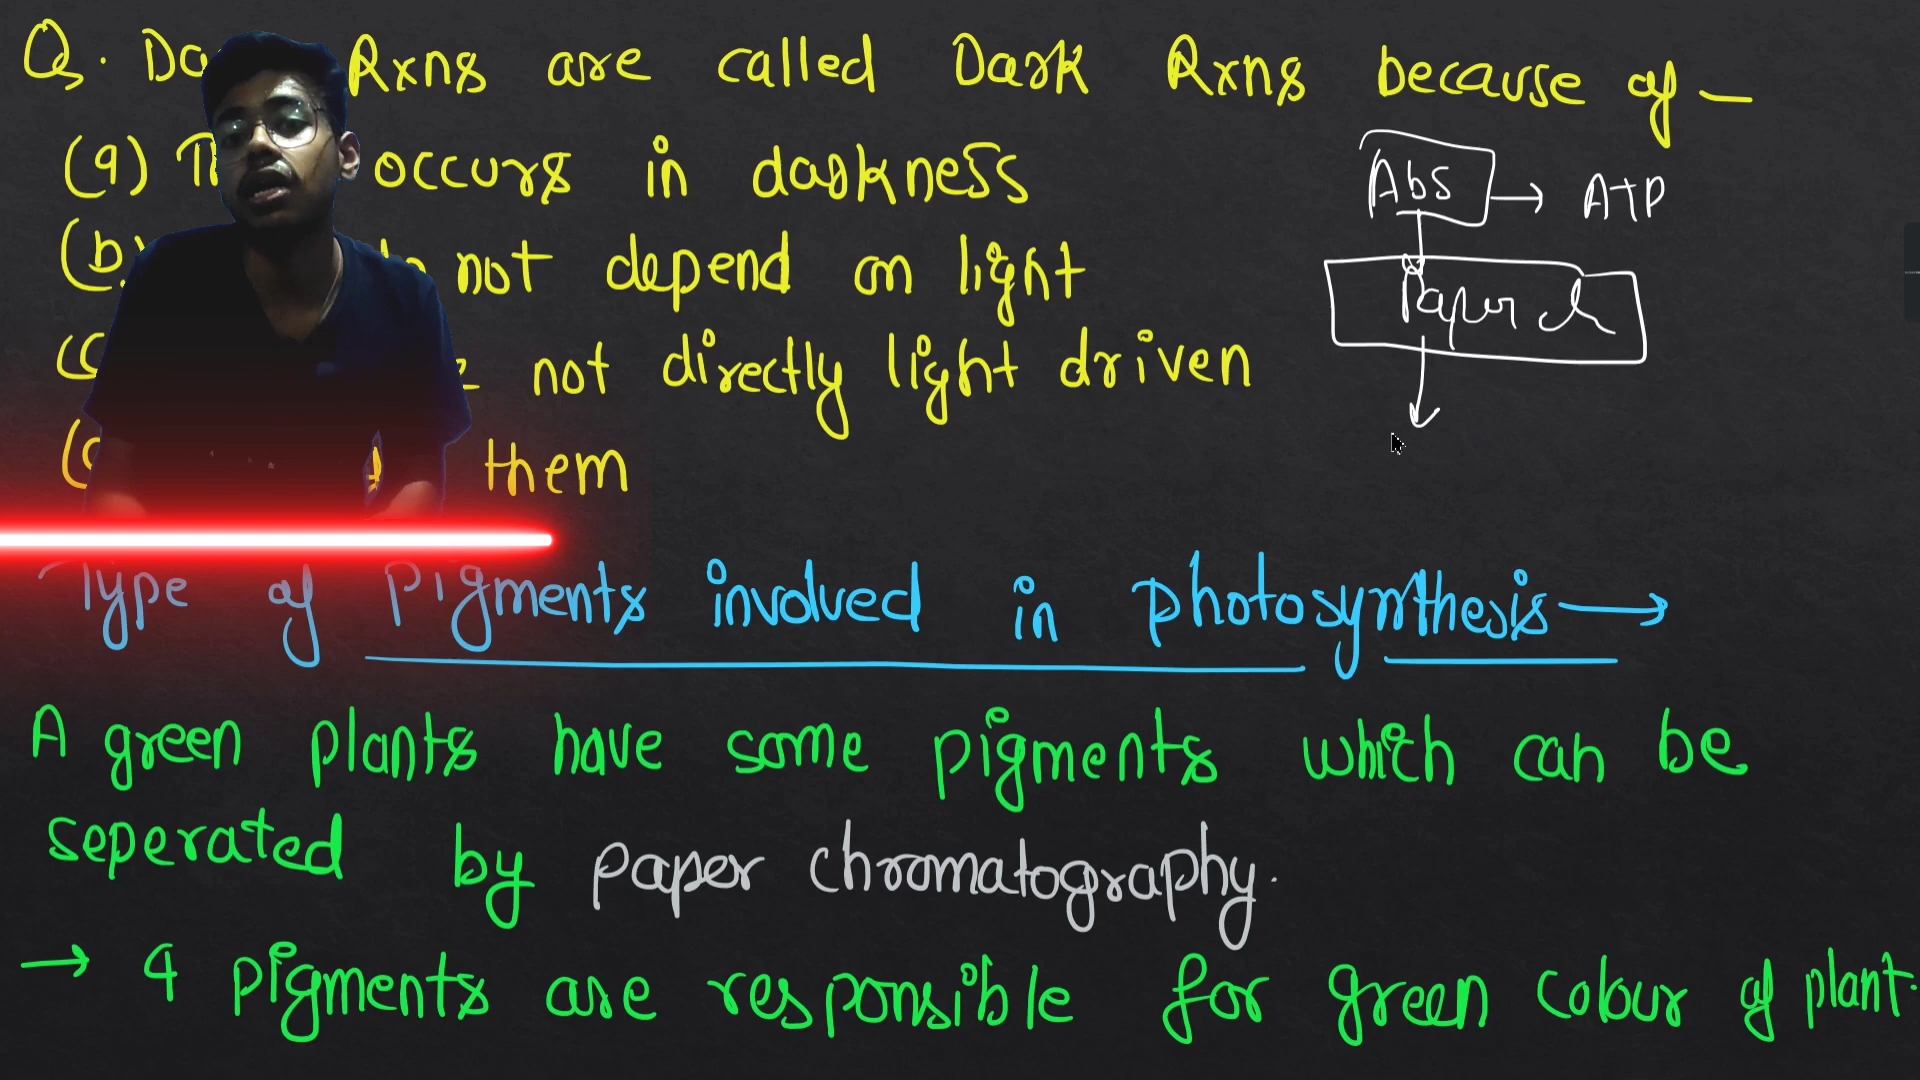 Q. Rxns are called Dark Rxns because of —
(a) occurs in darkness
(b) not depend on light
not directly light driven
them
Abs → ATP
Paper ch
Type of Pigments involved in photosynthesis →
A green plants have some pigments which can be
seperated by paper chromatography.
→ 4 pigments are responsible for green colour of plant.